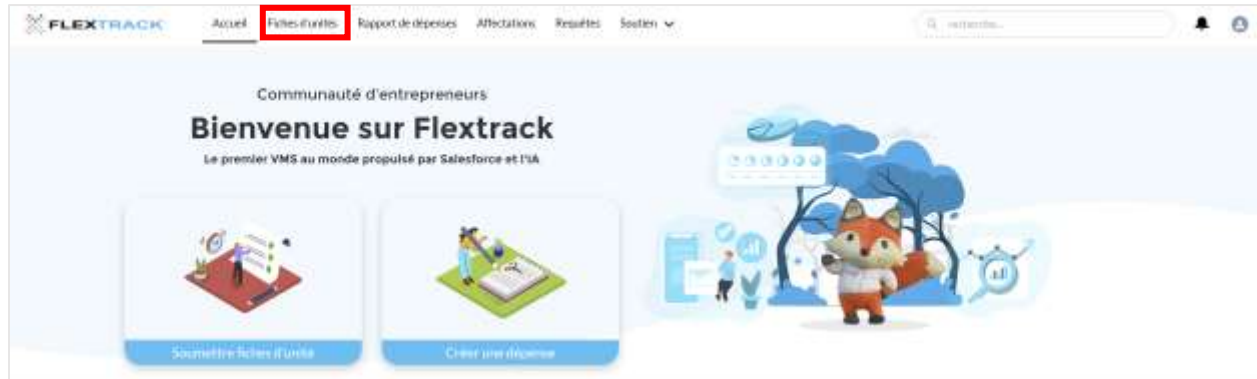 FLEXTRACK Accueil Fiches d'unités Rapport de dépenses Affectations Requêtes Soutien recherche...
Communauté d'entrepreneurs
Bienvenue sur Flextrack
Le premier VMS au monde propulsé par Salesforce et l'IA
Soumettre fiches d'unité Créer une dépense